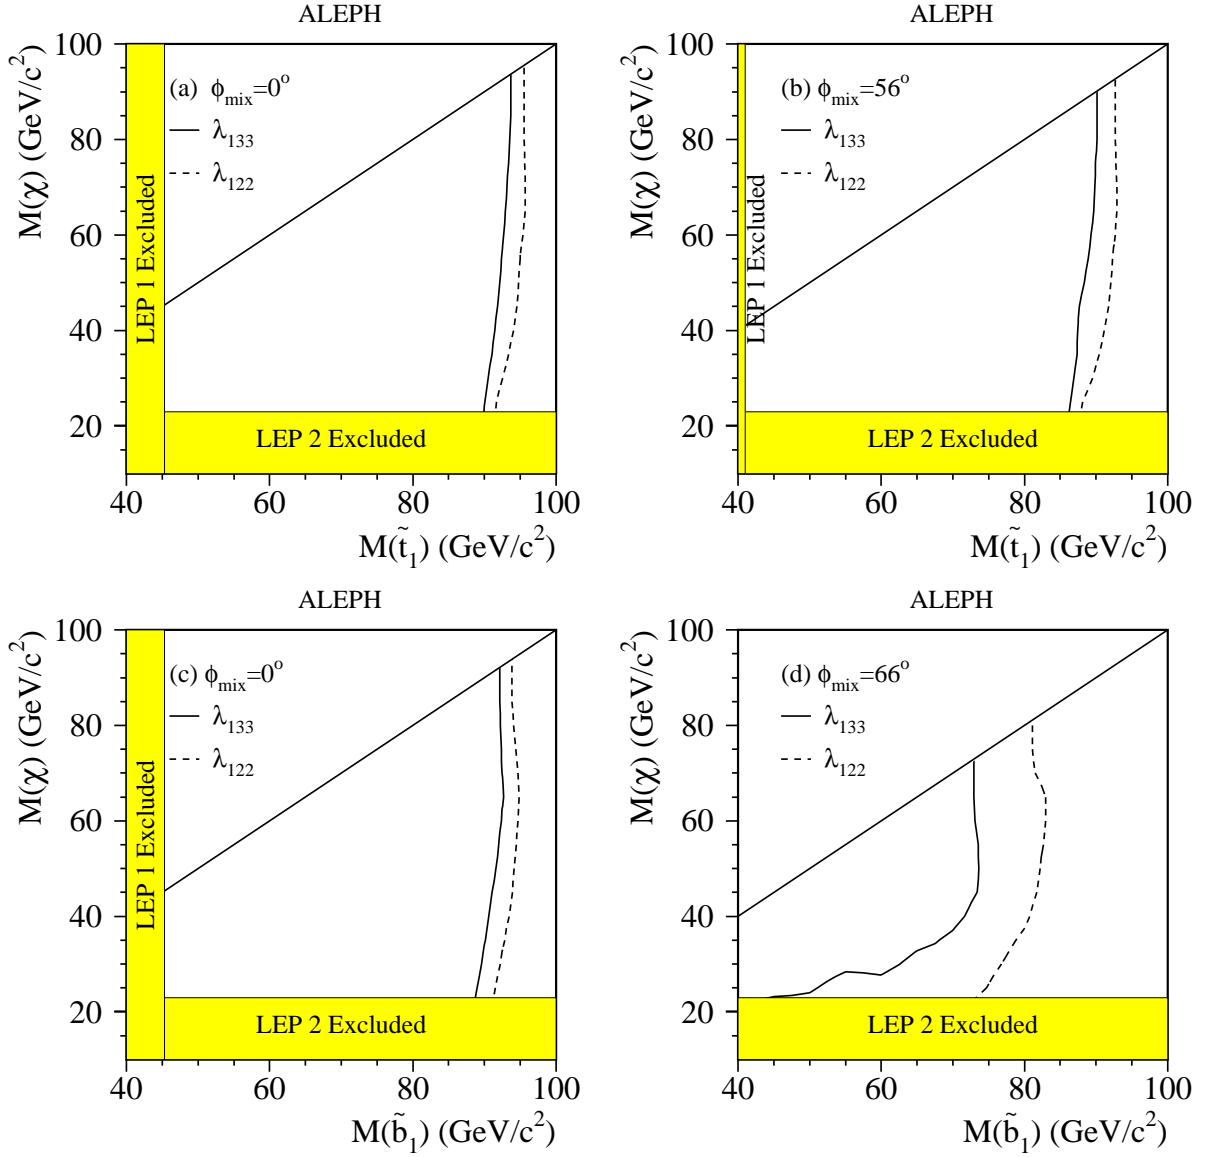 ALEPH
M(χ) (GeV/c²)
100
80
60
40
20
(a) ϕmix=0°
λ133
λ122
LEP 1 Excluded
LEP 2 Excluded
40 60 80 100
M(t̃1) (GeV/c²)
ALEPH
M(χ) (GeV/c²)
100
80
60
40
20
(b) ϕmix=56°
λ133
λ122
LEP 1 Excluded
LEP 2 Excluded
40 60 80 100
M(t̃1) (GeV/c²)
ALEPH
M(χ) (GeV/c²)
100
80
60
40
20
(c) ϕmix=0°
λ133
λ122
LEP 1 Excluded
LEP 2 Excluded
40 60 80 100
M(b̃1) (GeV/c²)
ALEPH
M(χ) (GeV/c²)
100
80
60
40
20
(d) ϕmix=66°
λ133
λ122
LEP 2 Excluded
40 60 80 100
M(b̃1) (GeV/c²)